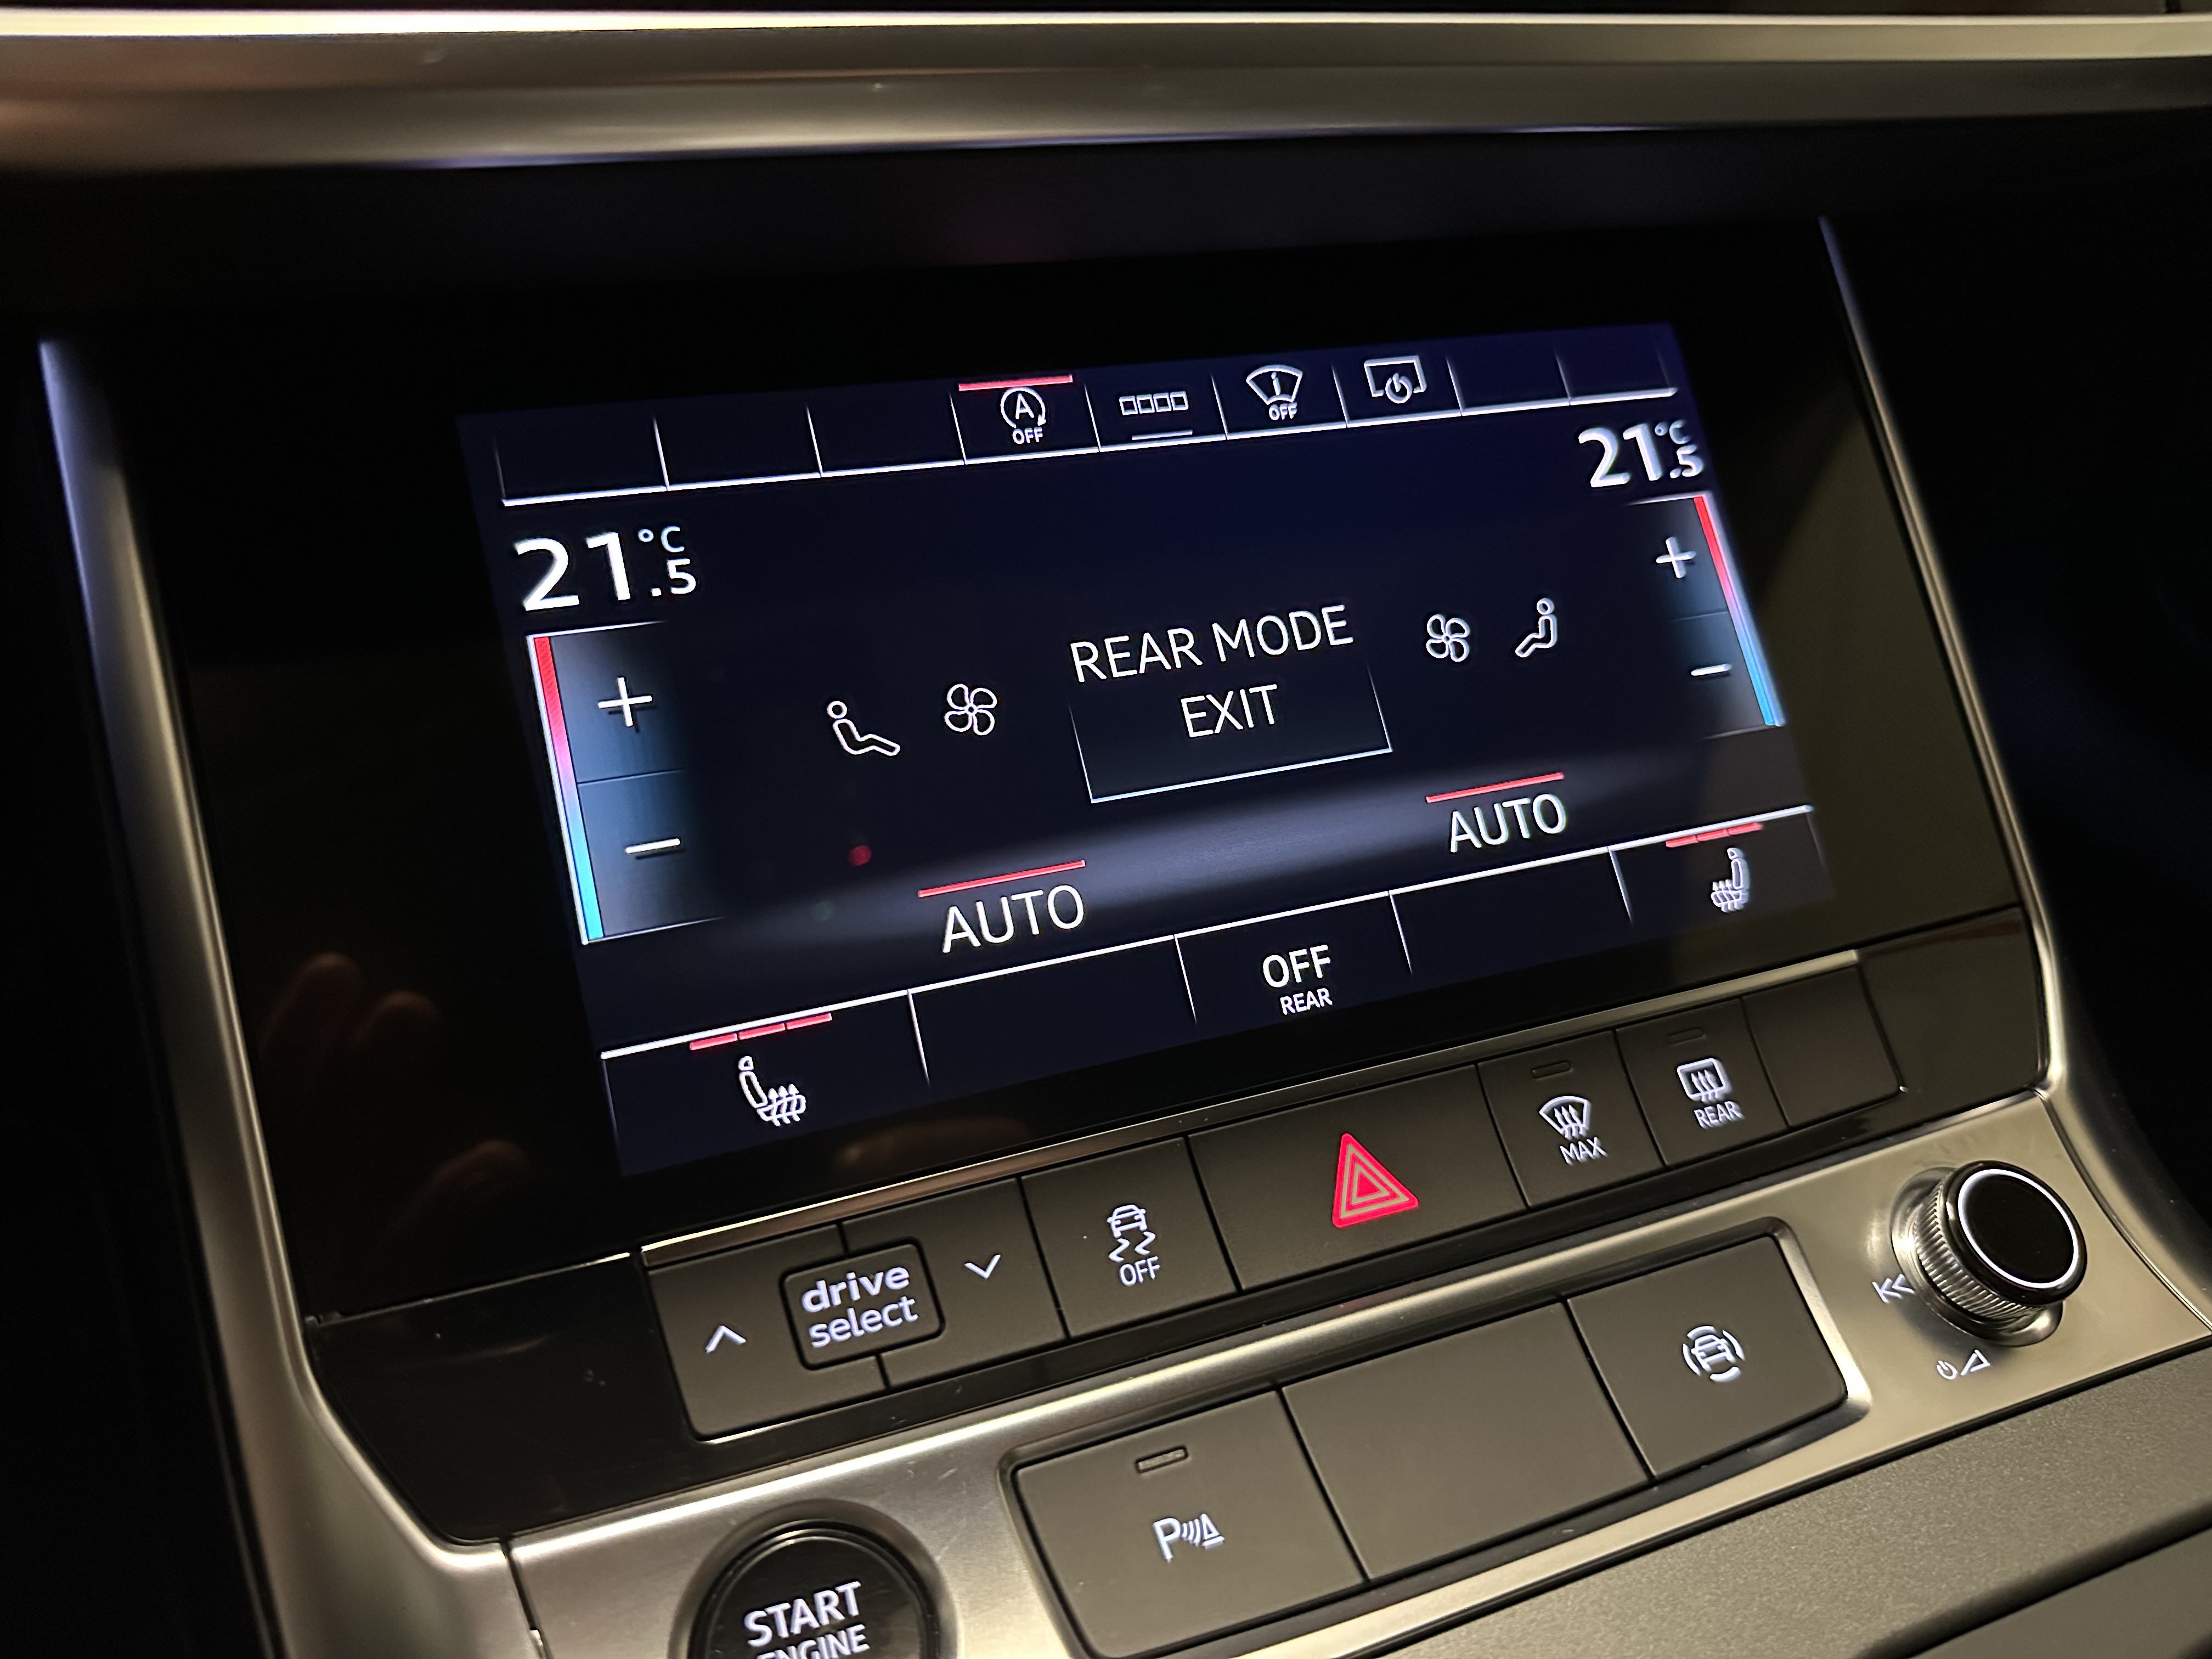 A
OFF
i
OFF
21.5 °C
21.5 °C
+
+
−
−
REAR MODE
EXIT
AUTO
AUTO
OFF
REAR
MAX
REAR
OFF
drive
select
P
START
ENGINE